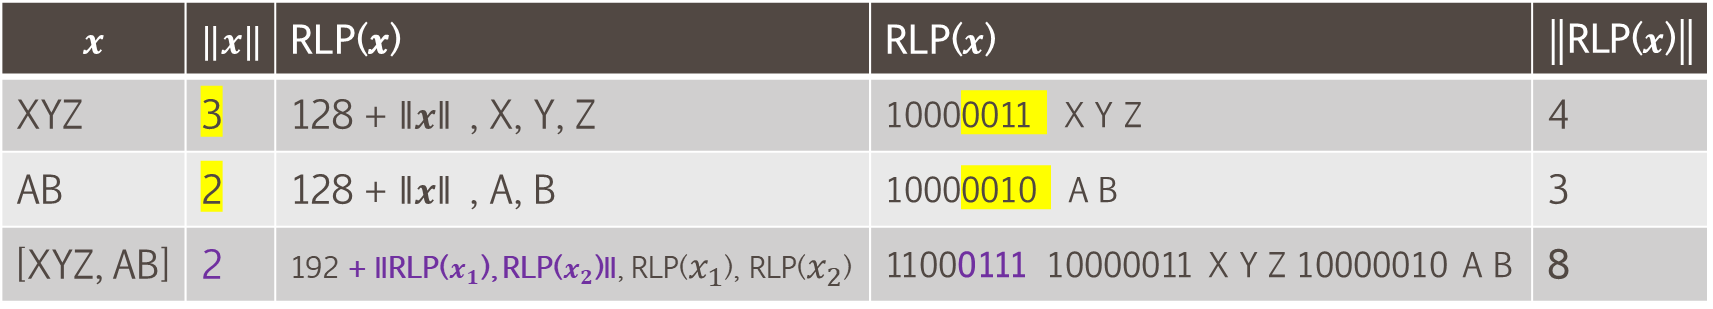 x ‖x‖ RLP(x) RLP(x) ‖RLP(x)‖
XYZ 3 128 + ‖x‖ , X, Y, Z 10000011 X Y Z 4
AB 2 128 + ‖x‖ , A, B 10000010 A B 3
[XYZ, AB] 2 192 + ‖RLP(x₁), RLP(x₂)‖, RLP(x₁), RLP(x₂) 11000111 10000011 X Y Z 10000010 A B 8